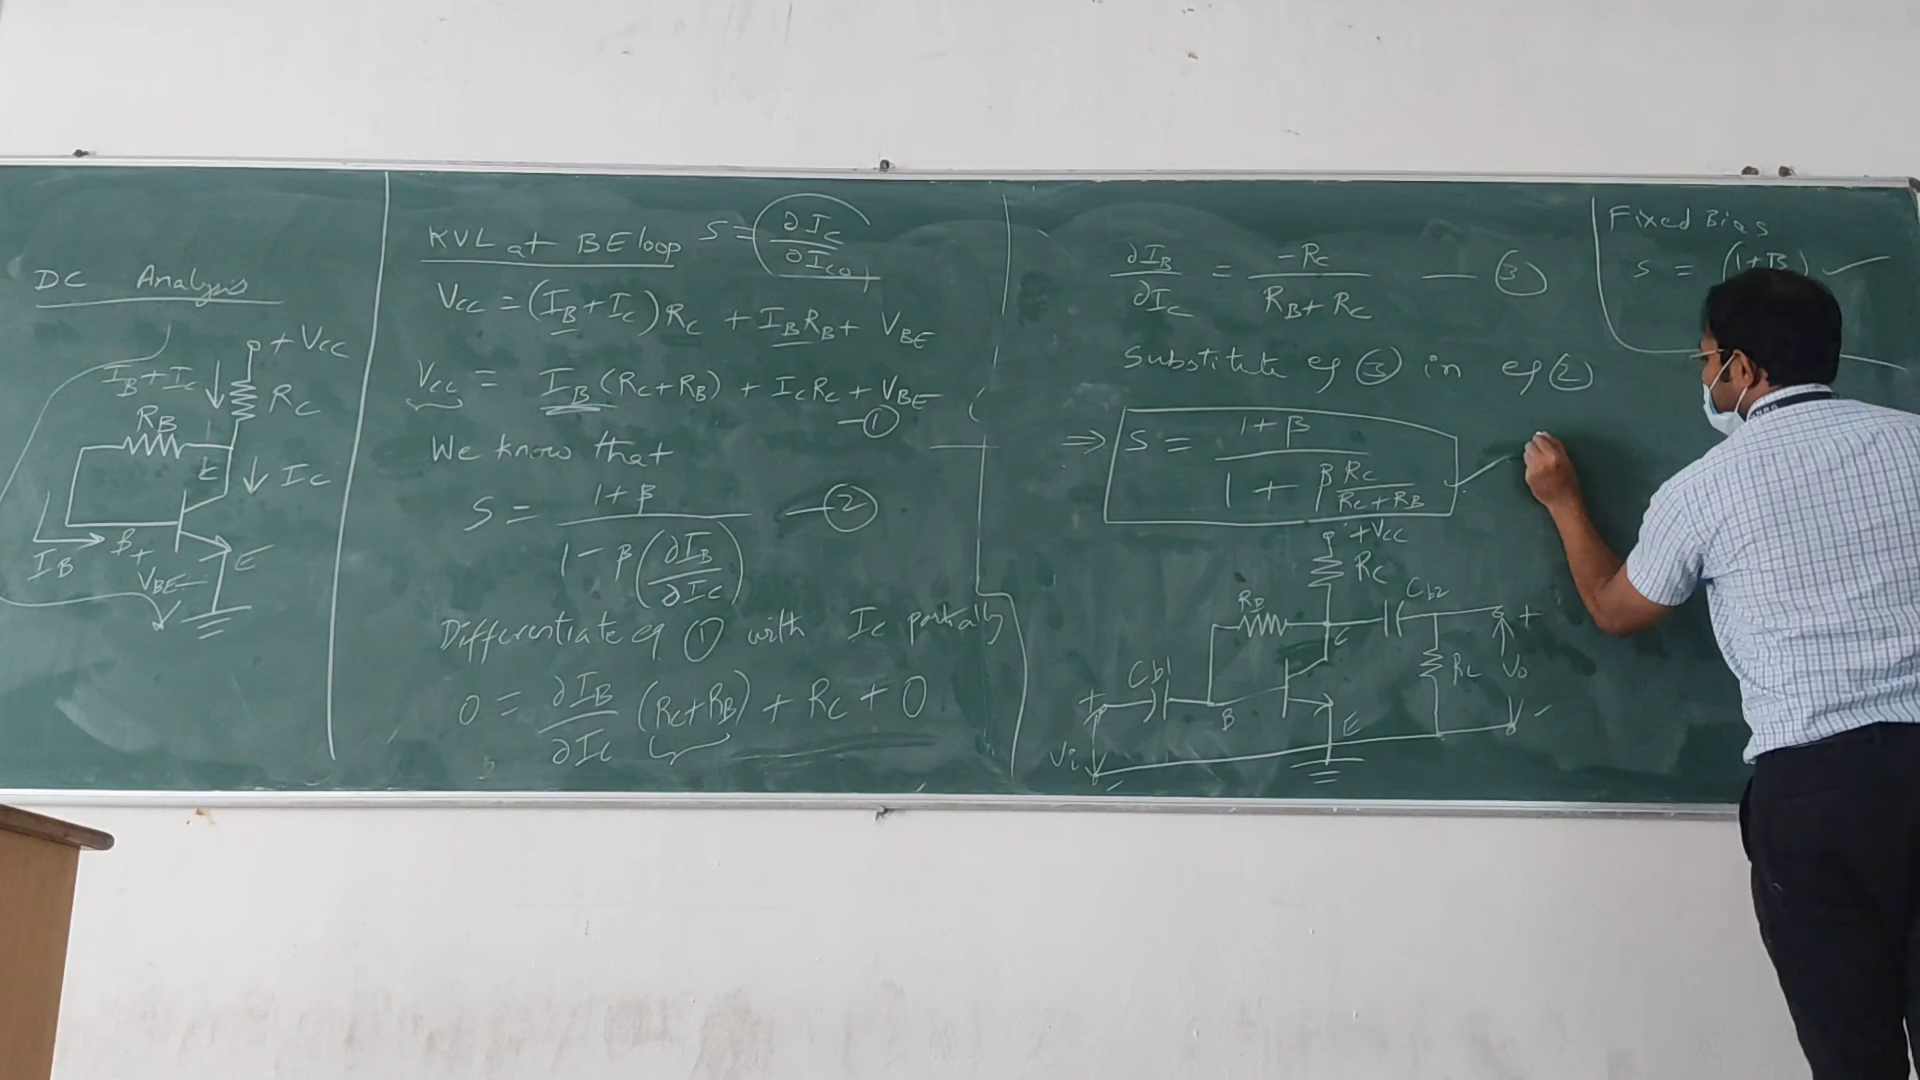 DC Analysis
+ Vcc
IB+Ic
Rc
RB
C
Ic
B
+
VBE
-
E
IB
KVL at BE loop S = ∂Ic/∂Ico
Vcc = (IB+Ic)Rc + IBRB + VBE
Vcc = IB(Rc+RB) + IcRc + VBE
— ①
We know that
S = (1+β)/(1-β(∂IB/∂Ic)) — ②
Differentiate eq ① with Ic partially
0 = ∂IB/∂Ic (Rc+RB) + Rc + 0
∂IB/∂Ic = -Rc/(RB+Rc) — ③
Substitute eq ③ in eq ②
⇒ S = (1+β)/(1+β Rc/(Rc+RB))
+Vcc
Rc
Cb2
RB
C
+
RL
Vo
Cb1
+
B
E
-
Vi
-
Fixed Bias
S = (1+β)